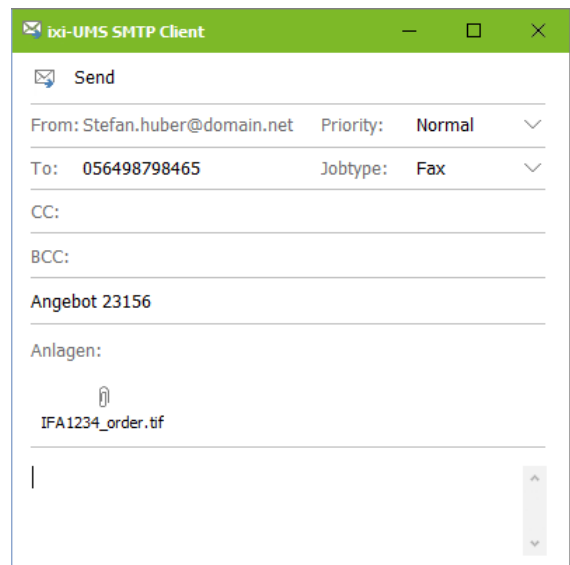 ixi-UMS SMTP Client
Send
From: Stefan.huber@domain.net Priority: Normal
To: 056498798465 Jobtype: Fax
CC:
BCC:
Angebot 23156
Anlagen:
IFA1234_order.tif